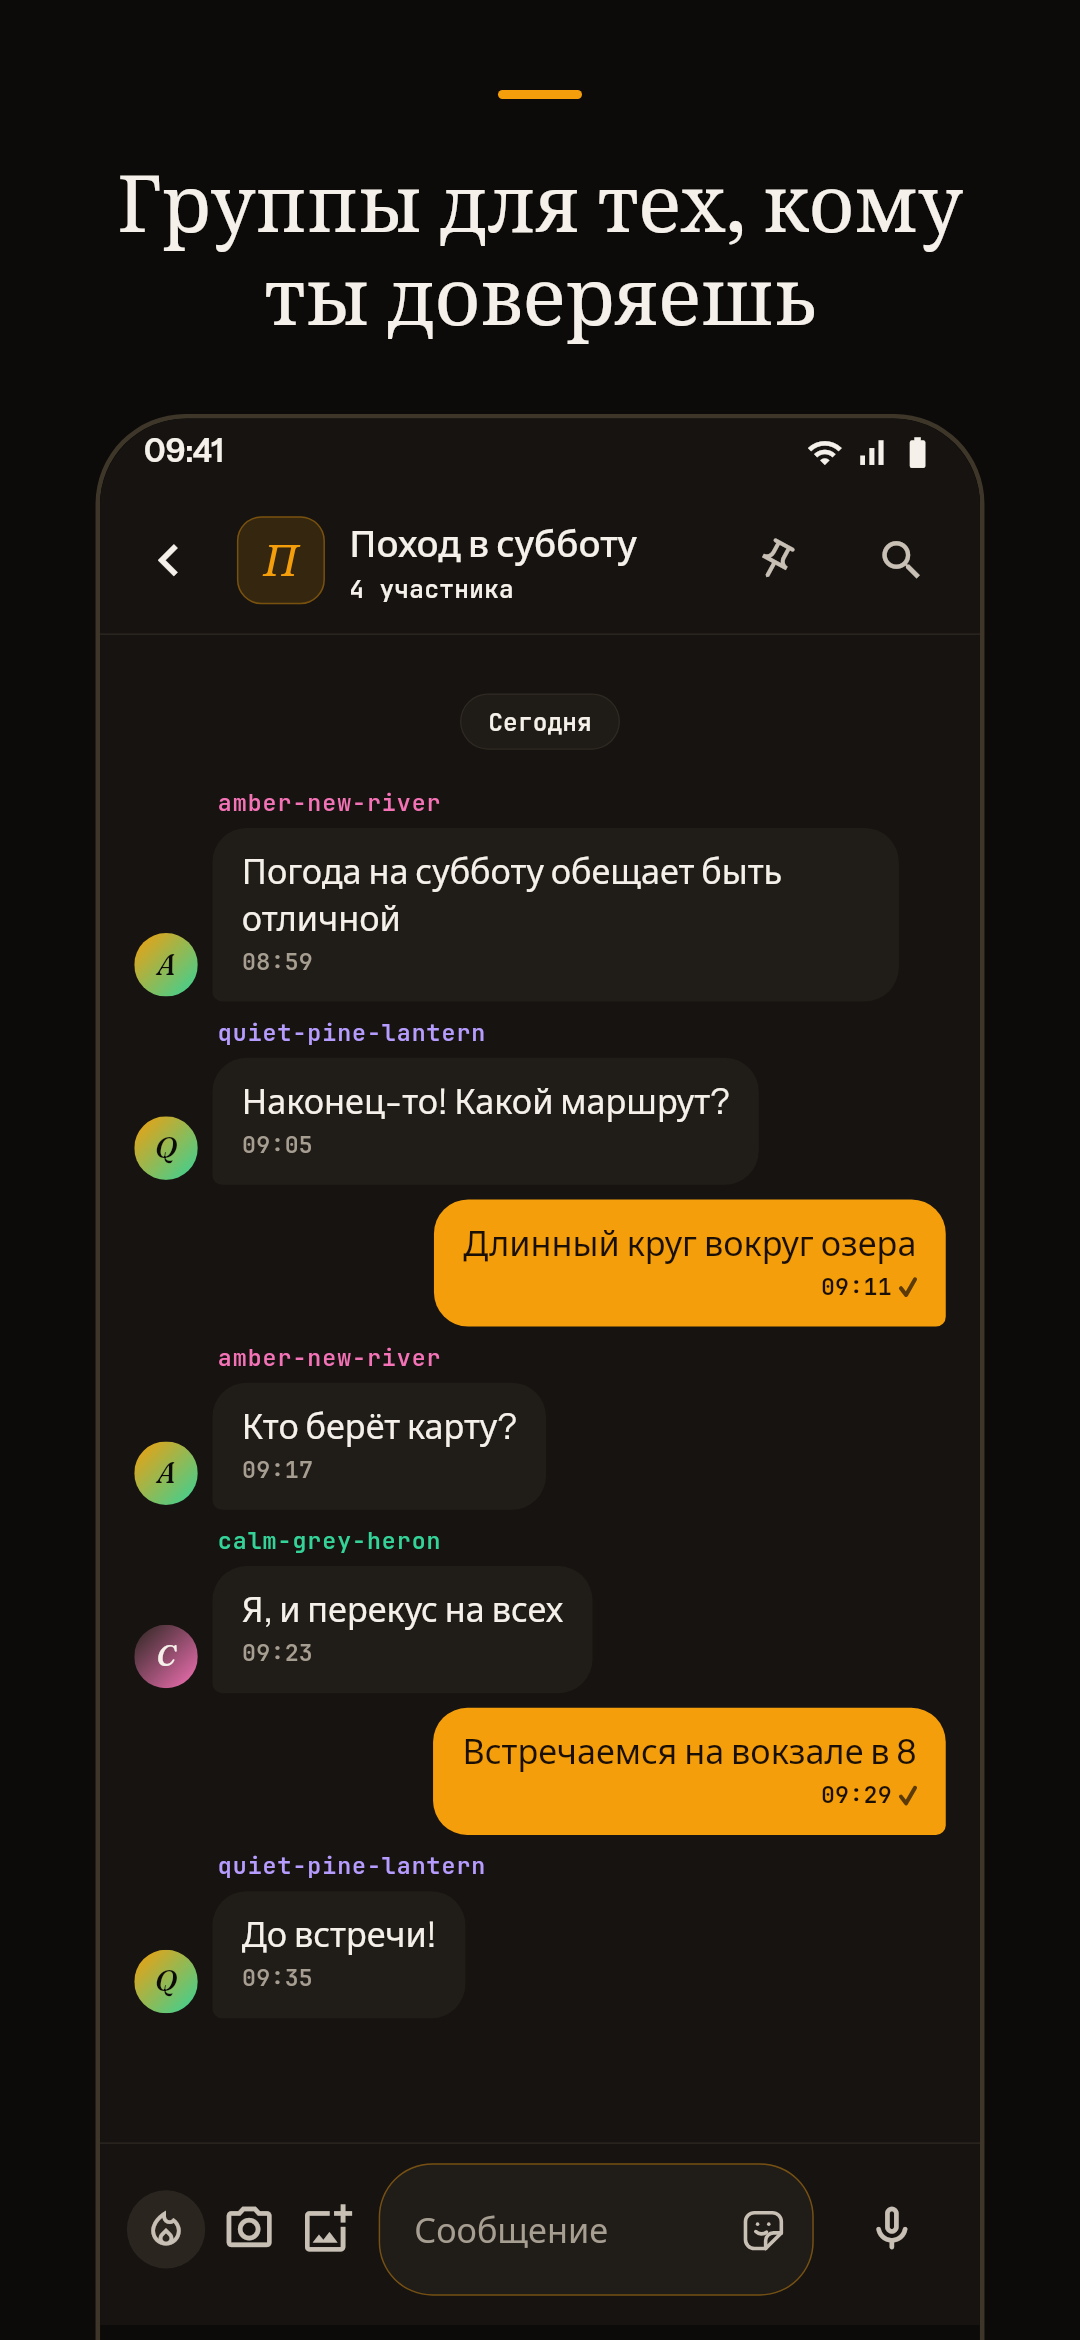 Группы для тех, кому
ты доверяешь
09:41
П
Поход в субботу
4 участника
Сегодня
amber-new-river
Погода на субботу обещает быть
отличной
08:59
A
quiet-pine-lantern
Наконец-то! Какой маршрут?
09:05
Q
Длинный круг вокруг озера
09:11
amber-new-river
Кто берёт карту?
09:17
A
calm-grey-heron
Я, и перекус на всех
09:23
C
Встречаемся на вокзале в 8
09:29
quiet-pine-lantern
До встречи!
09:35
Q
Сообщение